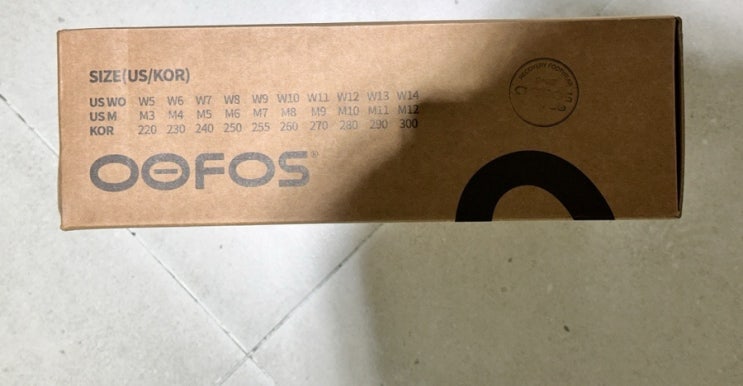 SIZE(US/KOR)
US WO W5 W6 W7 W8 W9 W10 W11 W12 W13 W14
US M M3 M4 M5 M6 M7 M8 M9 M10 M11 M12
KOR 220 230 240 250 255 260 270 280 290 300
OOFOS®
RECOVERY FOOTWEAR